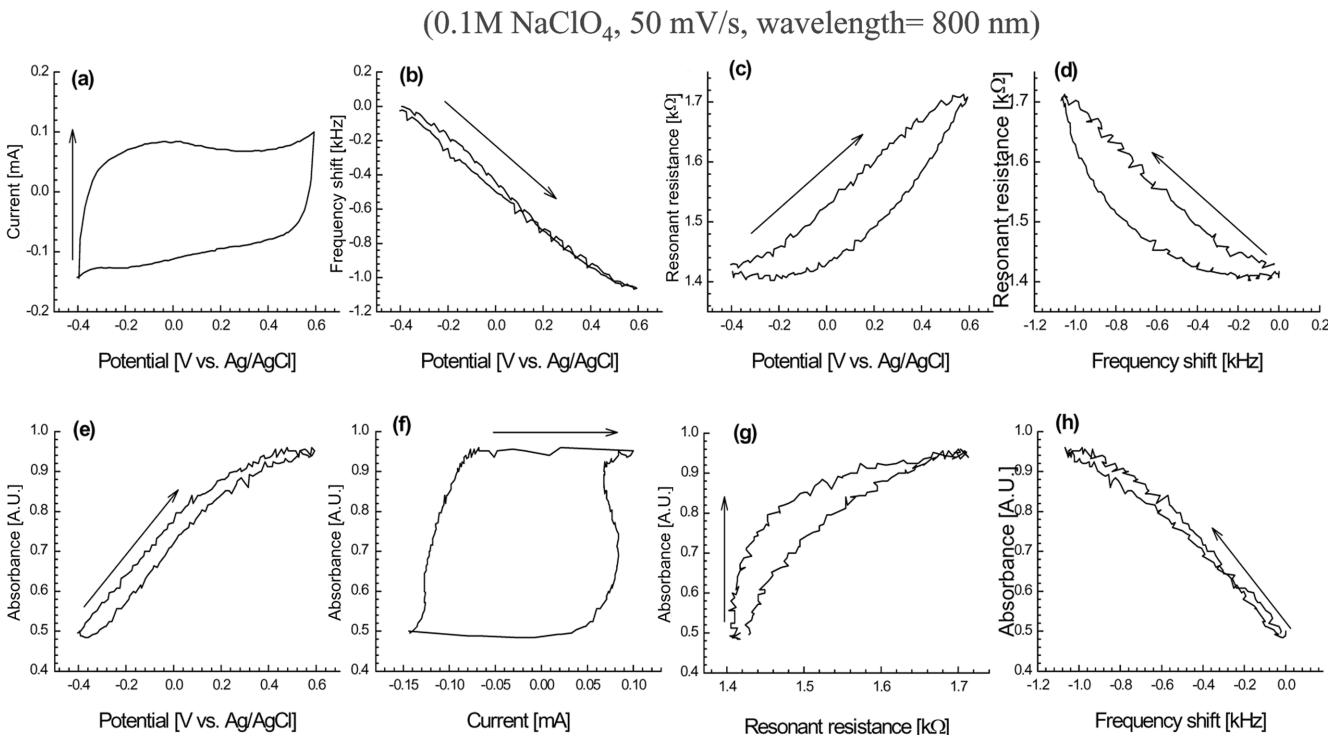 (0.1M NaClO₄, 50 mV/s, wavelength= 800 nm)
(a)
Current [mA]
0.2
0.1
0.0
-0.1
-0.2
-0.4 -0.2 0.0 0.2 0.4 0.6
Potential [V vs. Ag/AgCl]
(b)
Frequency shift [kHz]
0.2
0.0
-0.2
-0.4
-0.6
-0.8
-1.0
-1.2
-0.4 -0.2 0.0 0.2 0.4 0.6
Potential [V vs. Ag/AgCl]
(c)
Resonant resistance [kΩ]
1.7
1.6
1.5
1.4
-0.4 -0.2 0.0 0.2 0.4 0.6
Potential [V vs. Ag/AgCl]
(d)
Resonant resistance [kΩ]
1.7
1.6
1.5
1.4
-1.2 -1.0 -0.8 -0.6 -0.4 -0.2 0.0 0.2
Frequency shift [kHz]
(e)
Absorbance [A.U.]
1.0
0.9
0.8
0.7
0.6
0.5
0.4
-0.4 -0.2 0.0 0.2 0.4 0.6
Potential [V vs. Ag/AgCl]
(f)
Absorbance [A.U.]
1.0
0.9
0.8
0.7
0.6
0.5
0.4
-0.15 -0.10 -0.05 0.00 0.05 0.10
Current [mA]
(g)
Absorbance [A.U.]
1.0
0.9
0.8
0.7
0.6
0.5
0.4
1.4 1.5 1.6 1.7
Resonant resistance [kΩ]
(h)
Absorbance [A.U.]
1.0
0.9
0.8
0.7
0.6
0.5
0.4
-1.2 -1.0 -0.8 -0.6 -0.4 -0.2 0.0
Frequency shift [kHz]